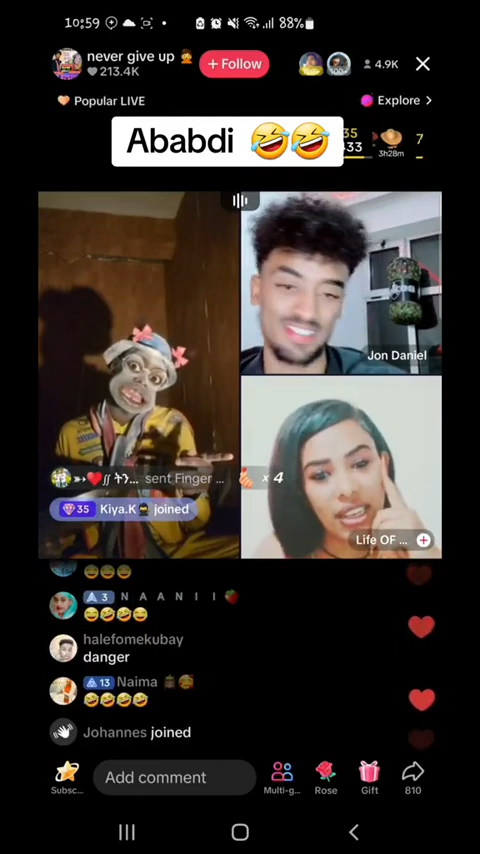 10:59
88%
never give up
213.4K
+ Follow
100+
4.9K
Popular LIVE
Explore >
Ababdi
35
433
7
3h28m
Jon Daniel
sent Finger ...
x 4
35 Kiya.K joined
Life OF ...
3 N A A N I I
halefomekubay
danger
13 Naima
Johannes joined
Subsc...
Add comment
Multi-g...
Rose
Gift
810